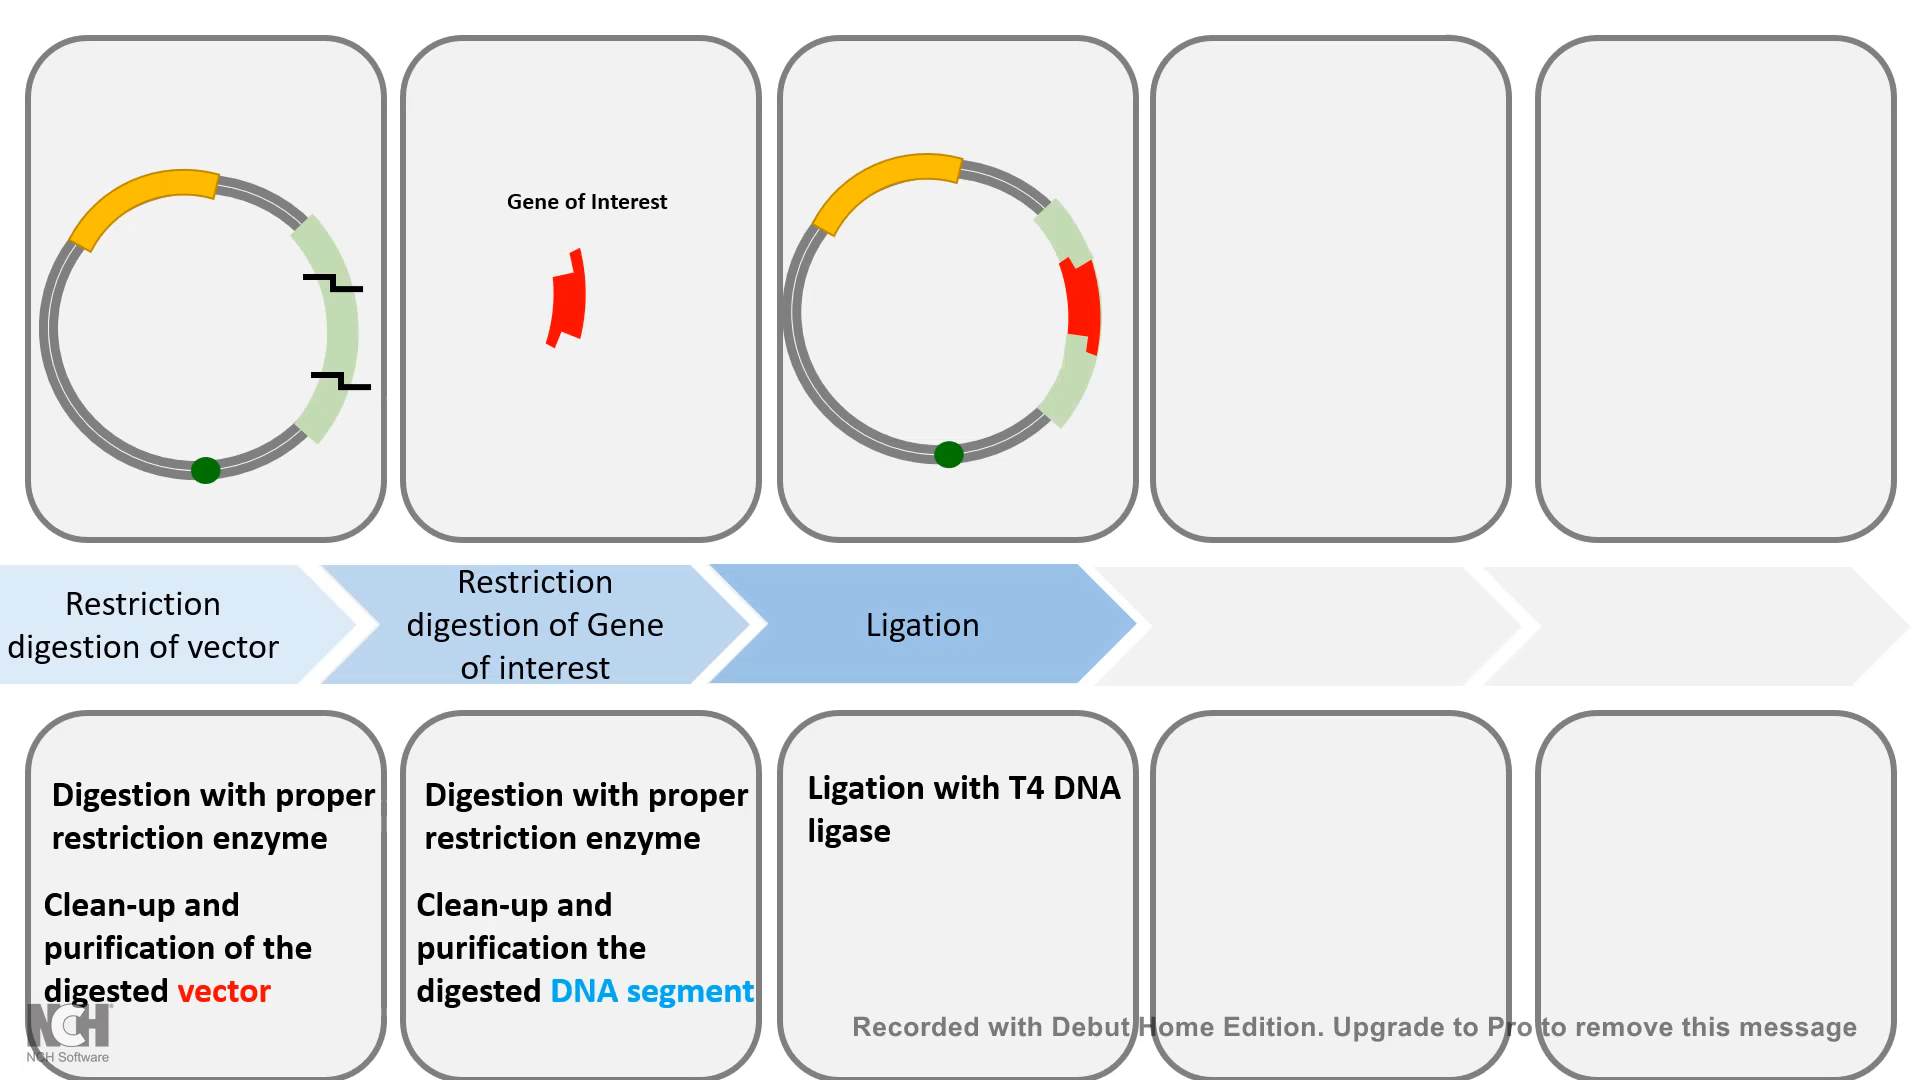 Gene of Interest
Restriction
digestion of vector
Restriction
digestion of Gene
of interest
Ligation
Digestion with proper
restriction enzyme
Clean-up and
purification of the
digested vector
Digestion with proper
restriction enzyme
Clean-up and
purification the
digested DNA segment
Ligation with T4 DNA
ligase
NCH
NCH Software
Recorded with Debut Home Edition. Upgrade to Pro to remove this message